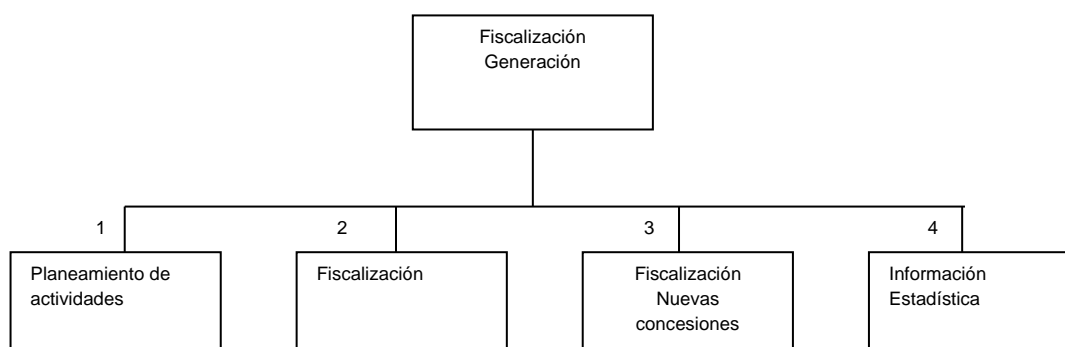 Fiscalización
Generación
1
2
3
4
Planeamiento de
actividades
Fiscalización
Fiscalización
Nuevas
concesiones
Información
Estadística